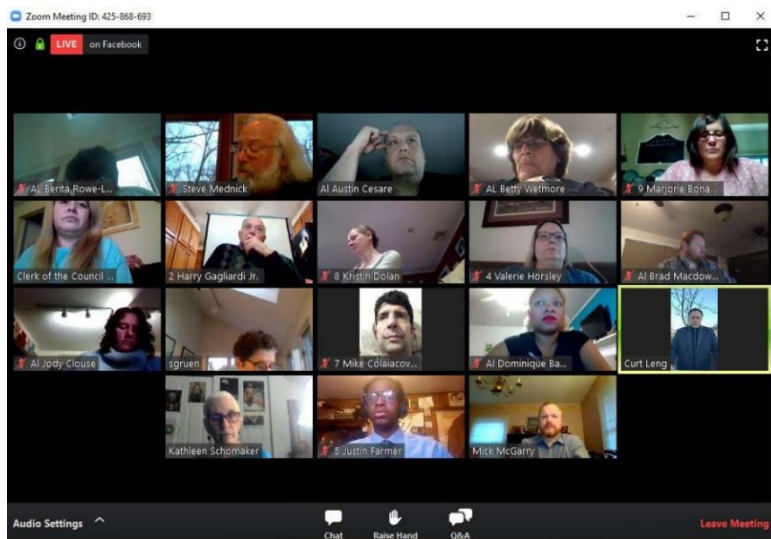 Zoom Meeting ID: 425-868-693
LIVE on Facebook
AL Berita Rowe-L...
Steve Mednick
Al Austin Cesare
AL Betty Wetmore
9 Marjorie Bona...
Clerk of the Council ...
2 Harry Gagliardi Jr.
8 Kristin Dolan
4 Valerie Horsley
Al Brad Macdow...
Al Jody Clouse
sgruen
7 Mike Colaiacov...
Al Dominique Ba...
Curt Leng
Kathleen Schomaker
5 Justin Farmer
Mick McGarry
Audio Settings
Chat
Raise Hand
Q&A
Leave Meeting